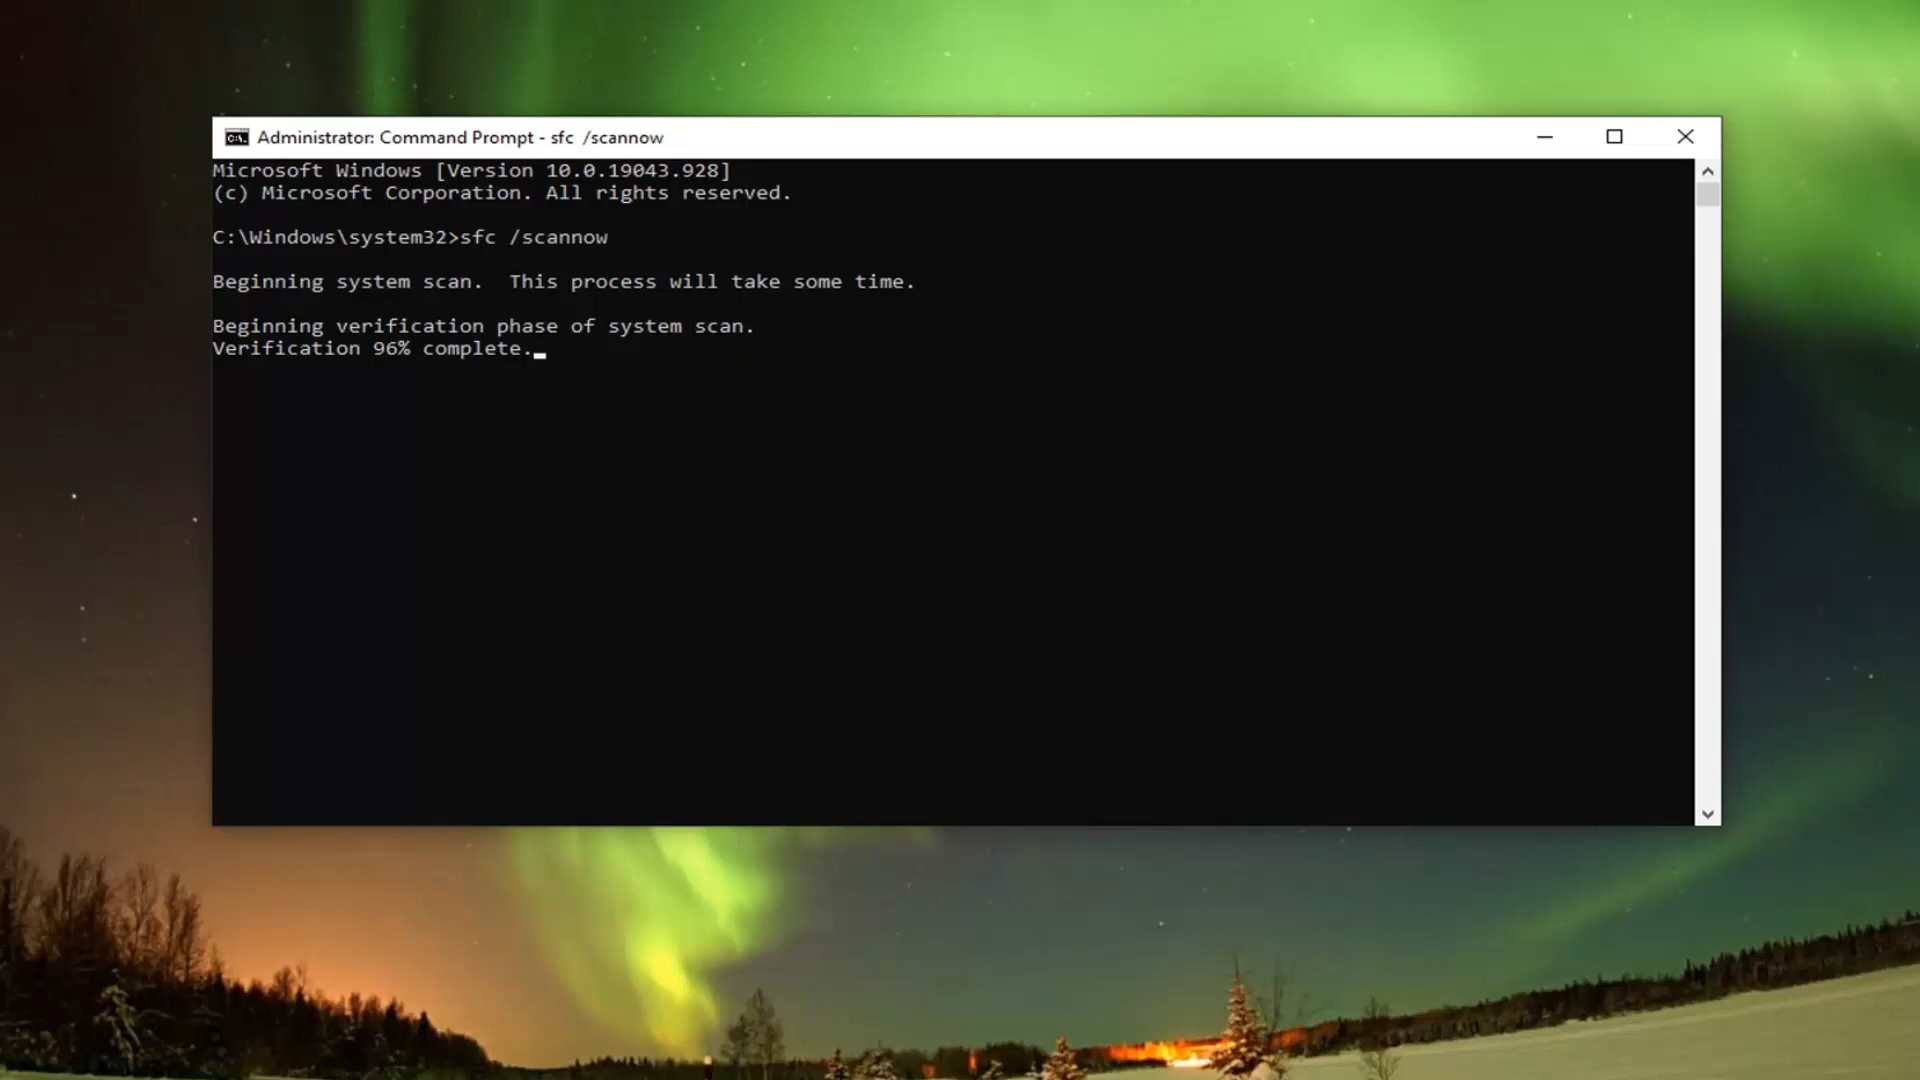 Administrator: Command Prompt - sfc  /scannow
Microsoft Windows [Version 10.0.19043.928]
(c) Microsoft Corporation. All rights reserved.
C:\Windows\system32>sfc /scannow
Beginning system scan.  This process will take some time.
Beginning verification phase of system scan.
Verification 96% complete.